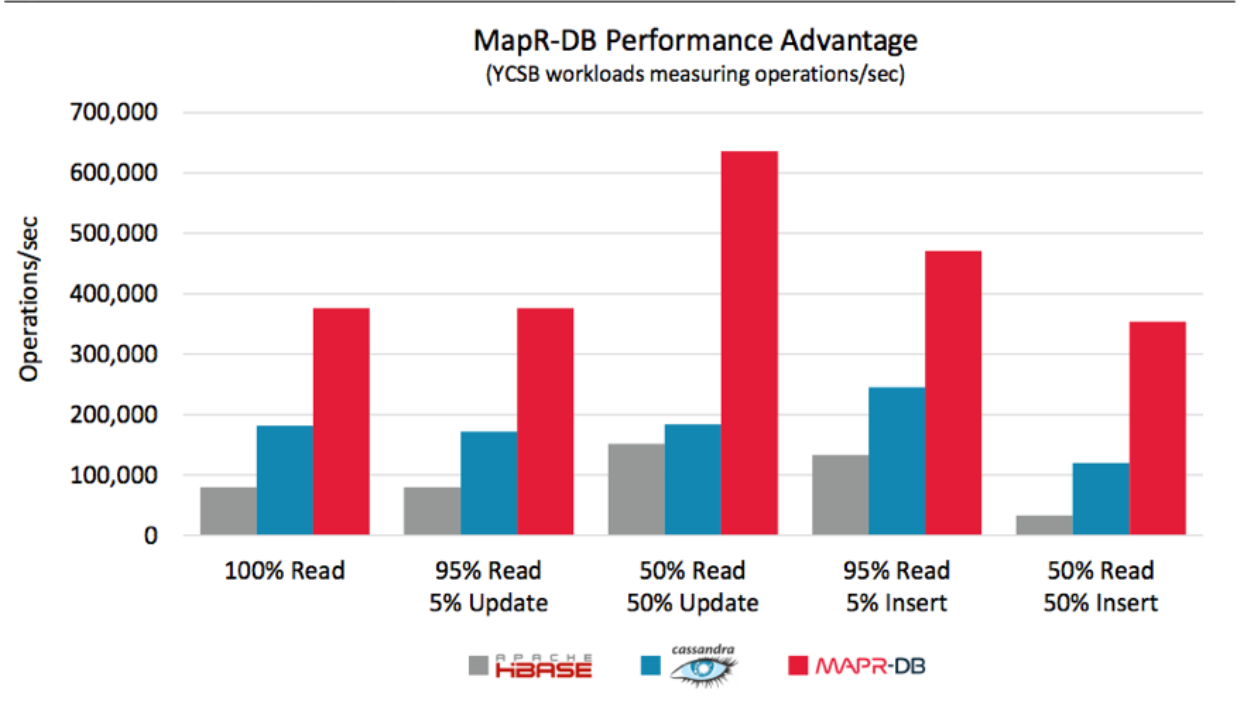 MapR-DB Performance Advantage
(YCSB workloads measuring operations/sec)
700,000
600,000
500,000
400,000
300,000
200,000
100,000
0
Operations/sec
100% Read
95% Read
5% Update
50% Read
50% Update
95% Read
5% Insert
50% Read
50% Insert
APACHE
HBASE
cassandra
MAPR-DB